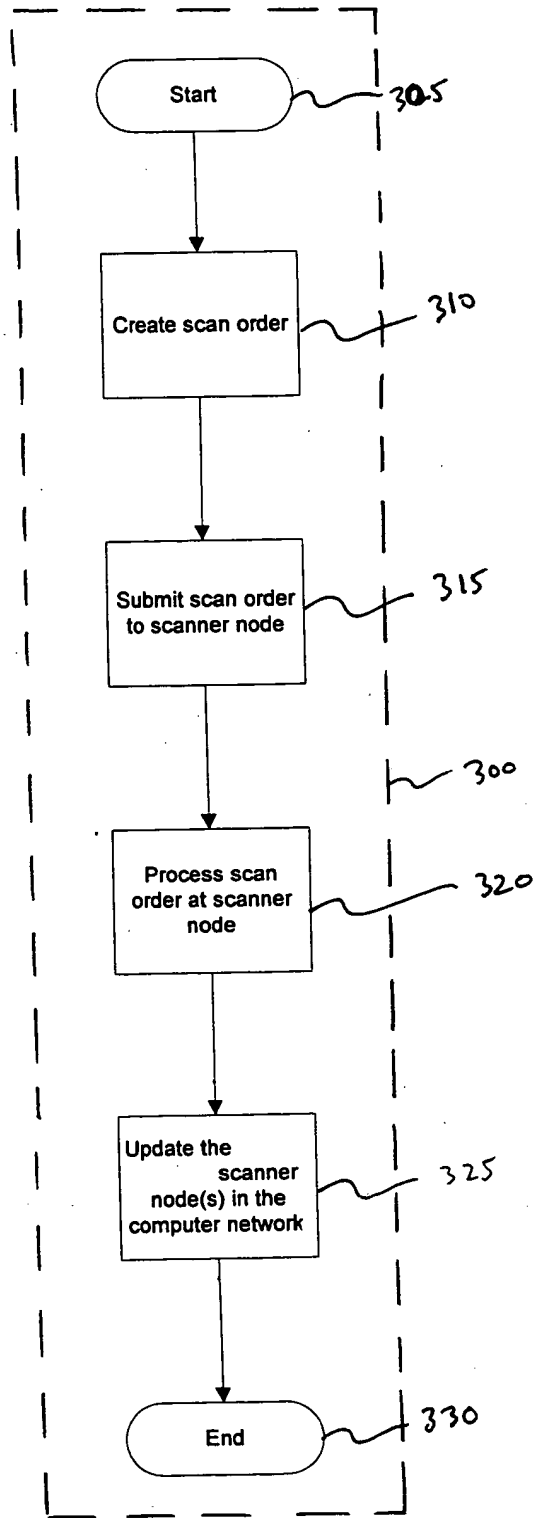 Start
305
Create scan order
310
Submit scan order
to scanner node
315
300
Process scan
order at scanner
node
320
Update the
scanner
node(s) in the
computer network
325
End
330